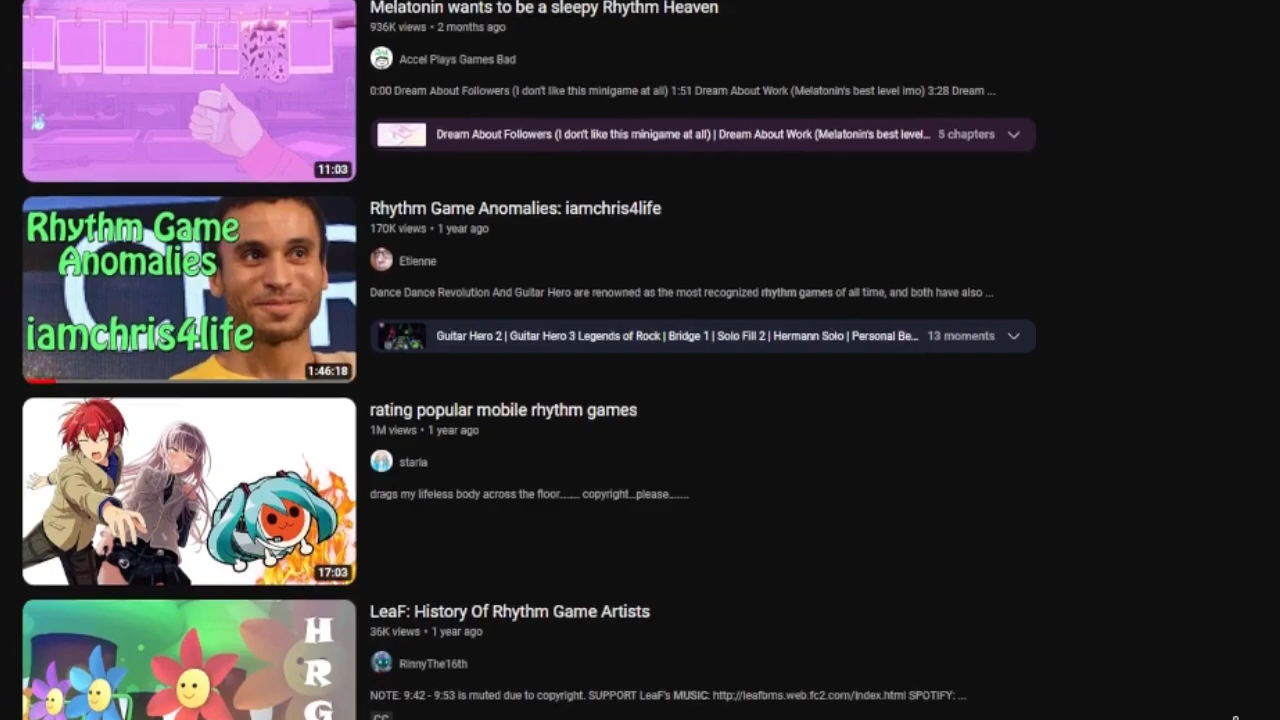 Melatonin wants to be a sleepy Rhythm Heaven
936K views • 2 months ago
Accel Plays Games Bad
0:00 Dream About Followers (I don't like this minigame at all) 1:51 Dream About Work (Melatonin's best level imo) 3:28 Dream ...
Dream About Followers (I don't like this minigame at all) | Dream About Work (Melatonin's best level... 5 chapters
11:03
Rhythm Game
Anomalies
iamchris4life
1:46:18
Rhythm Game Anomalies: iamchris4life
170K views • 1 year ago
Etienne
Dance Dance Revolution And Guitar Hero are renowned as the most recognized rhythm games of all time, and both have also ...
Guitar Hero 2 | Guitar Hero 3 Legends of Rock | Bridge 1 | Solo Fill 2 | Hermann Solo | Personal Be... 13 moments
17:03
rating popular mobile rhythm games
1M views • 1 year ago
starla
drags my lifeless body across the floor....... copyright...please.......
H
R
G
LeaF: History Of Rhythm Game Artists
36K views • 1 year ago
RinnyThe16th
NOTE: 9:42 - 9:53 is muted due to copyright. SUPPORT LeaF's MUSIC: http://leafbms.web.fc2.com/index.html SPOTIFY: ...
CC